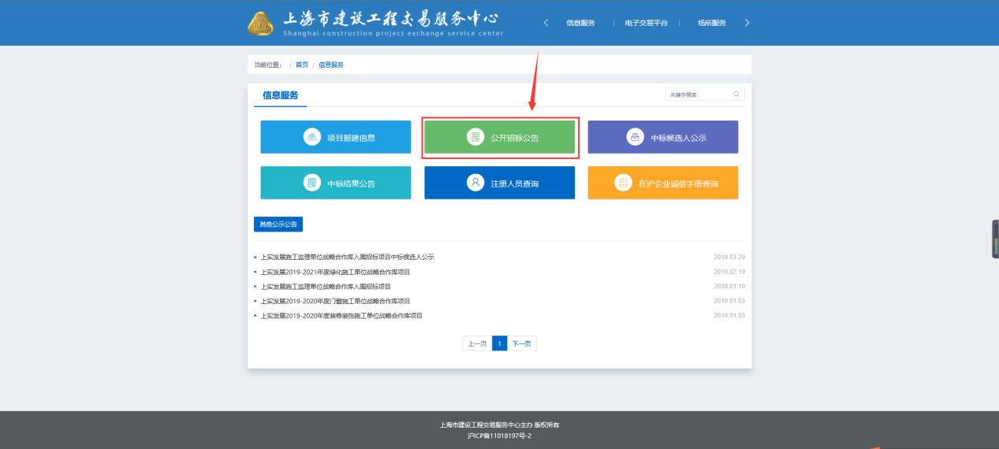 上海市建设工程交易服务中心
Shanghai construction project exchange service center
信息服务
电子交易平台
场所服务
当前位置： / 首页 / 信息服务
信息服务
关键字搜索
项目报建信息
公开招标公告
中标候选人公示
中标结果公告
注册人员查询
在沪企业诚信手册查询
其他公示公告
上实发展施工监理单位战略合作库入围招标项目中标候选人公示 2019.03.29
上实发展2019-2021年度绿化施工单位战略合作库项目 2019.02.19
上实发展施工监理单位战略合作库入围招标项目 2019.01.10
上实发展2019-2020年度门窗施工单位战略合作库项目 2019.01.03
上实发展2019-2020年度装修装饰施工单位战略合作库项目 2019.01.03
上一页 1 下一页
上海市建设工程交易服务中心主办 版权所有
沪ICP备11018197号-2